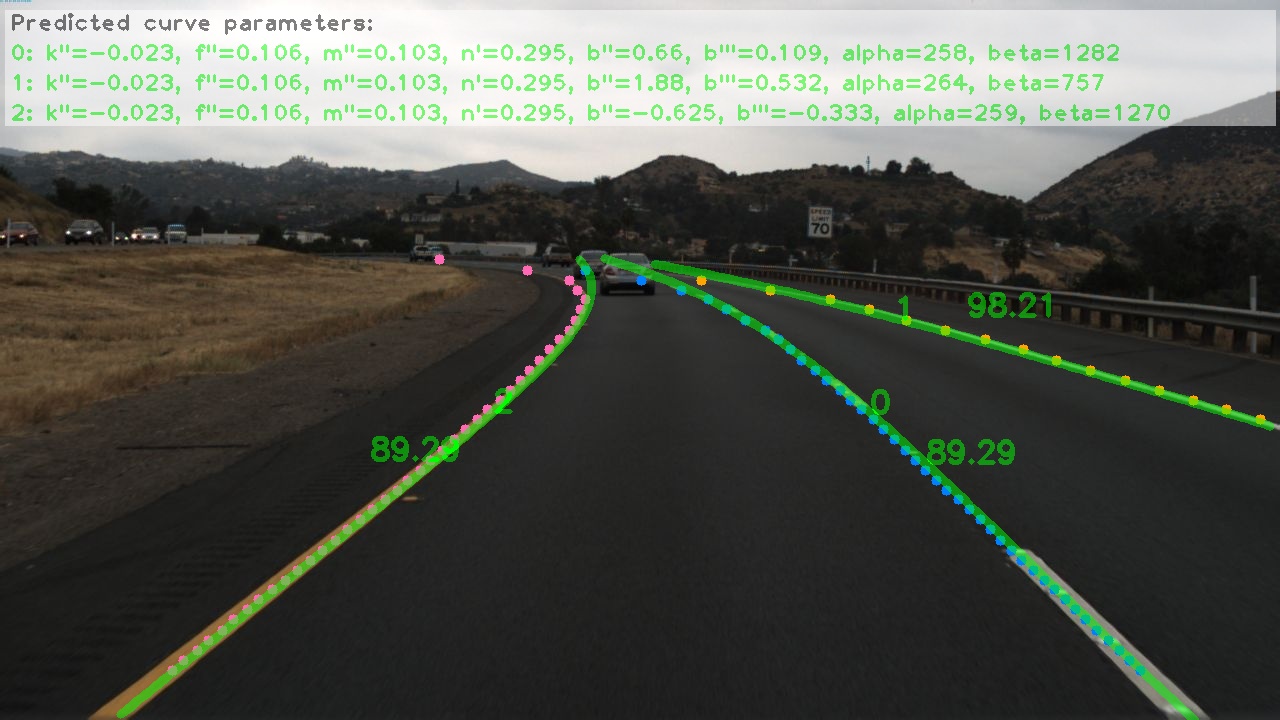 Predicted curve parameters:
0: k''=-0.023, f''=0.106, m''=0.103, n'=0.295, b''=0.66, b'''=0.109, alpha=258, beta=1282
1: k''=-0.023, f''=0.106, m''=0.103, n'=0.295, b''=1.88, b'''=0.532, alpha=264, beta=757
2: k''=-0.023, f''=0.106, m''=0.103, n'=0.295, b''=-0.625, b'''=-0.333, alpha=259, beta=1270
SPEED
LIMIT
70
1
98.21
2
0
89.29
89.29